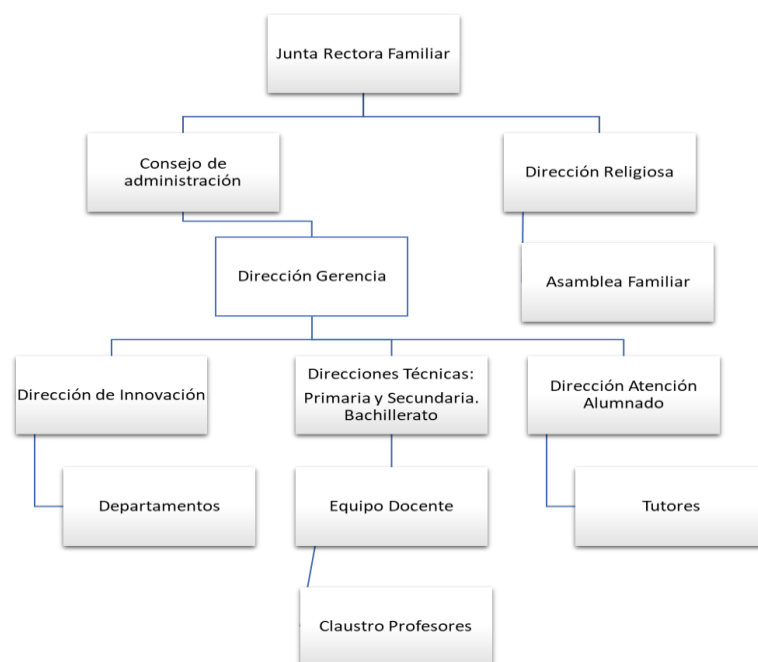 Junta Rectora Familiar
Consejo de
administración
Dirección Religiosa
Dirección Gerencia
Asamblea Familiar
Dirección de Innovación
Direcciones Técnicas:
Primaria y Secundaria.
Bachillerato
Dirección Atención
Alumnado
Departamentos
Equipo Docente
Tutores
Claustro Profesores